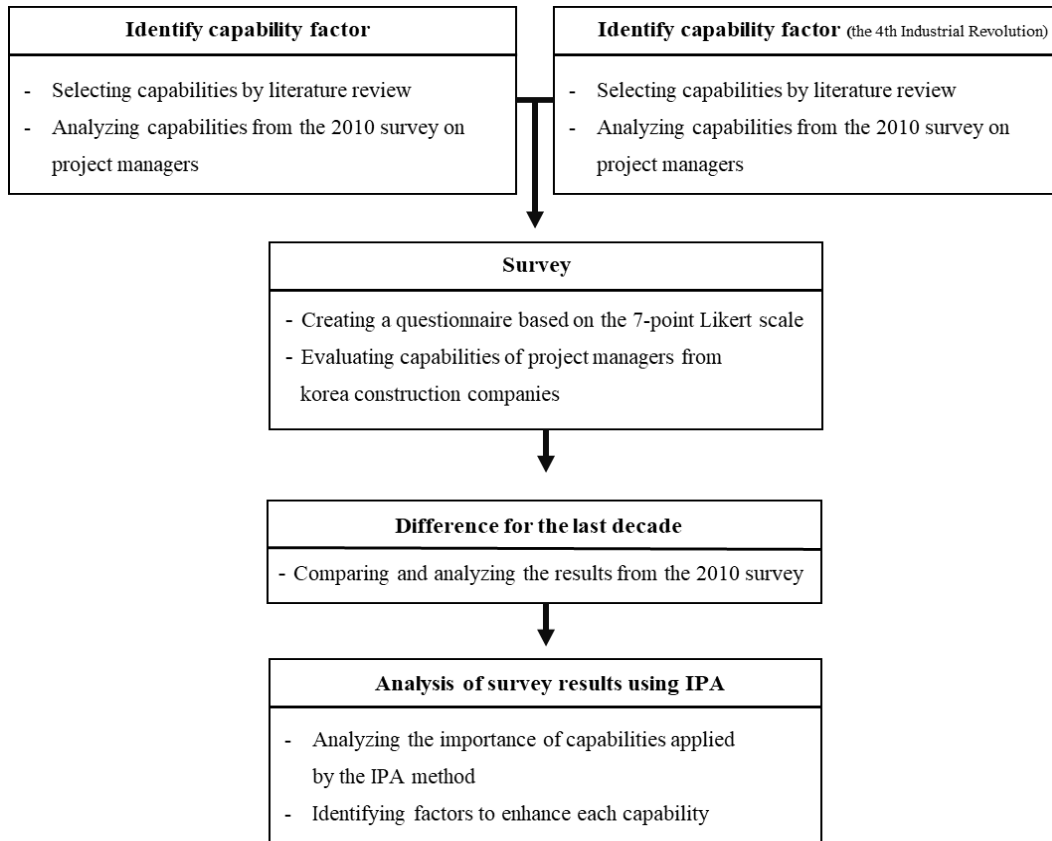 Identify capability factor
- Selecting capabilities by literature review
- Analyzing capabilities from the 2010 survey on
project managers
Identify capability factor (the 4th Industrial Revolution)
- Selecting capabilities by literature review
- Analyzing capabilities from the 2010 survey on
project managers
Survey
- Creating a questionnaire based on the 7-point Likert scale
- Evaluating capabilities of project managers from
korea construction companies
Difference for the last decade
- Comparing and analyzing the results from the 2010 survey
Analysis of survey results using IPA
- Analyzing the importance of capabilities applied
by the IPA method
- Identifying factors to enhance each capability